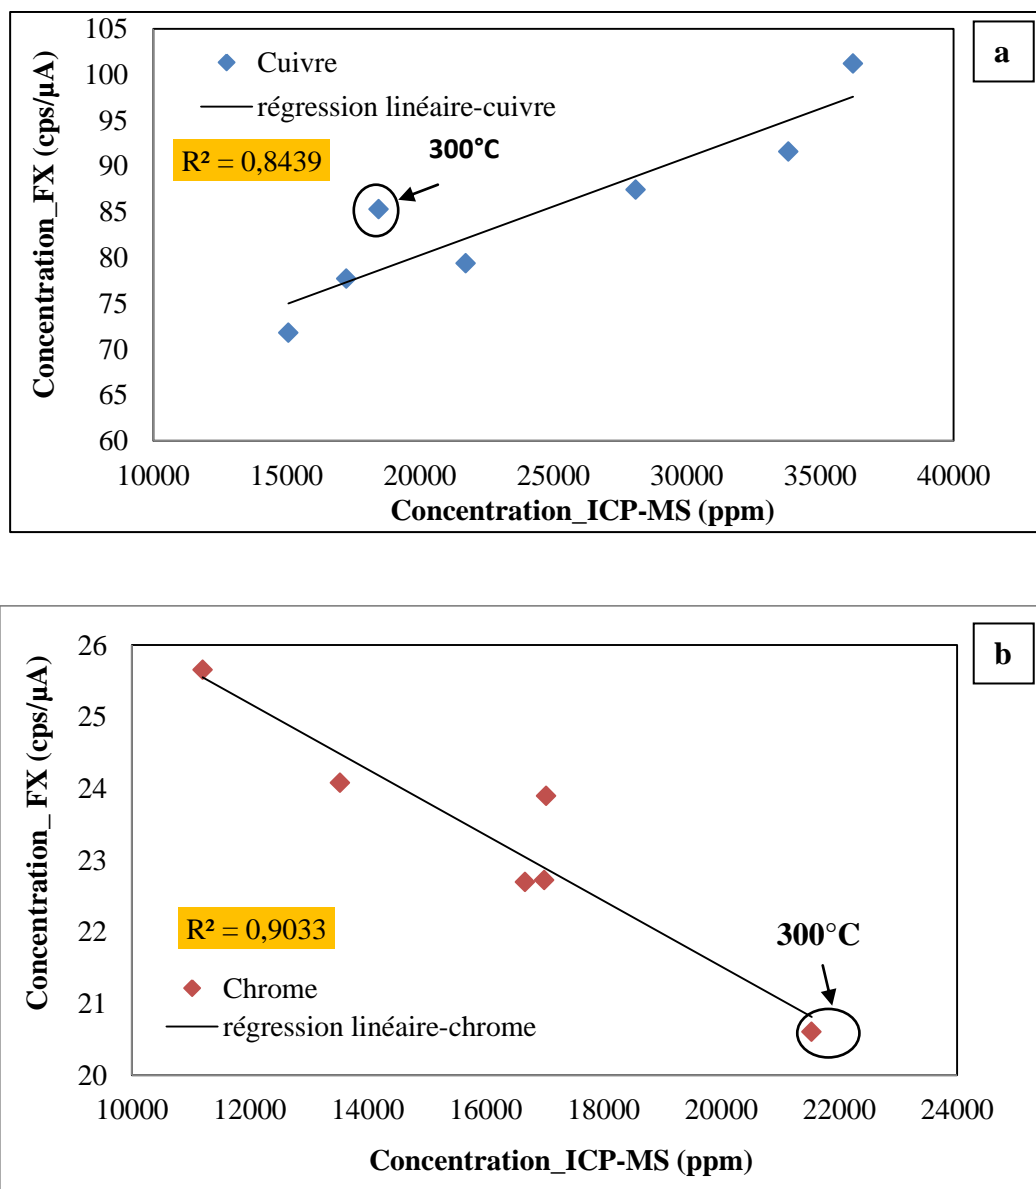 a
Concentration_FX (cps/µA)
105
100
95
90
85
80
75
70
65
60
Cuivre
régression linéaire-cuivre
R² = 0,8439
300°C
10000 15000 20000 25000 30000 35000 40000
Concentration_ICP-MS (ppm)
b
Concentration_ FX (cps/µA)
26
25
24
23
22
21
20
R² = 0,9033
300°C
Chrome
régression linéaire-chrome
10000 12000 14000 16000 18000 20000 22000 24000
Concentration_ICP-MS (ppm)